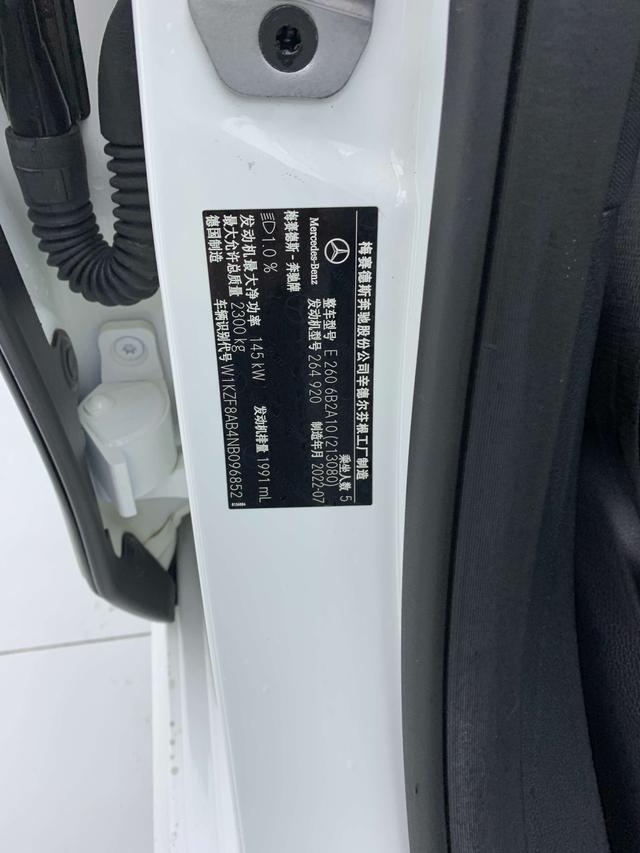 梅赛德斯奔驰股份公司辛德尔芬根工厂制造
Mercedes-Benz
整车型号 E 260 6B2A10(213080)
乘坐人数 5
梅赛德斯-奔驰牌
发动机型号 264 920
制造年月 2022-07
1.0 %
发动机最大净功率 145 kW
发动机排量 1991 mL
最大允许总质量 2300 kg
德国制造
车辆识别代号 W1KZF8AB4NB096852